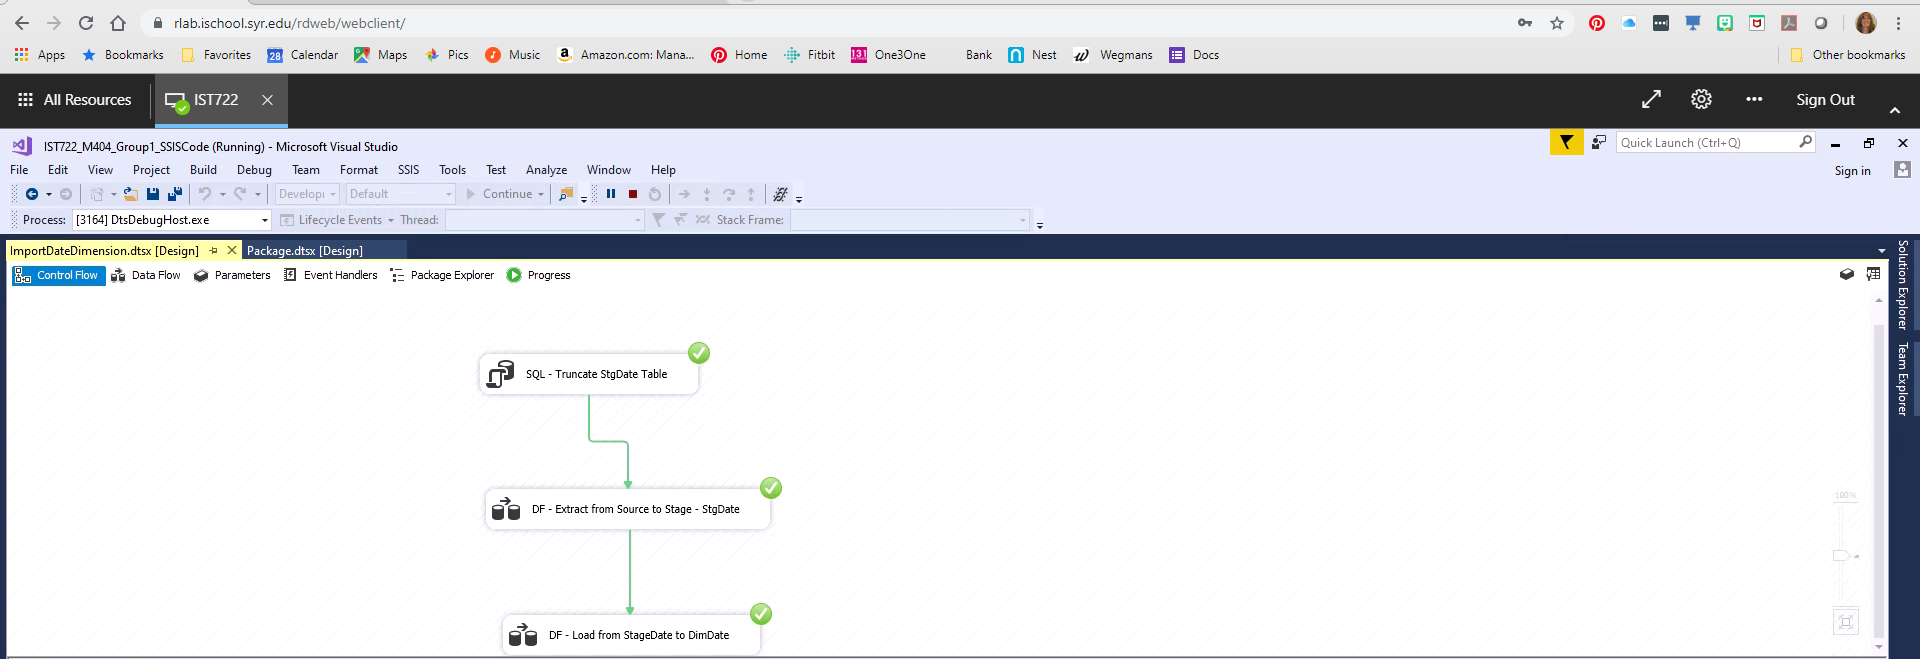 rlab.ischool.syr.edu/rdweb/webclient/
Apps Bookmarks Favorites 28 Calendar Maps Pics Music a Amazon.com: Mana... Home Fitbit 131 One3One Bank n Nest W Wegmans Docs Other bookmarks
All Resources IST722 Sign Out
IST722_M404_Group1_SSISCode (Running) - Microsoft Visual Studio Quick Launch (Ctrl+Q)
File Edit View Project Build Debug Team Format SSIS Tools Test Analyze Window Help Sign in
Develop Default Continue
Process: [3164] DtsDebugHost.exe Lifecycle Events Thread: Stack Frame:
ImportDateDimension.dtsx [Design] Package.dtsx [Design]
Control Flow Data Flow Parameters Event Handlers Package Explorer Progress
Solution Explorer
Team Explorer
SQL - Truncate StgDate Table
DF - Extract from Source to Stage - StgDate
100%
DF - Load from StageDate to DimDate